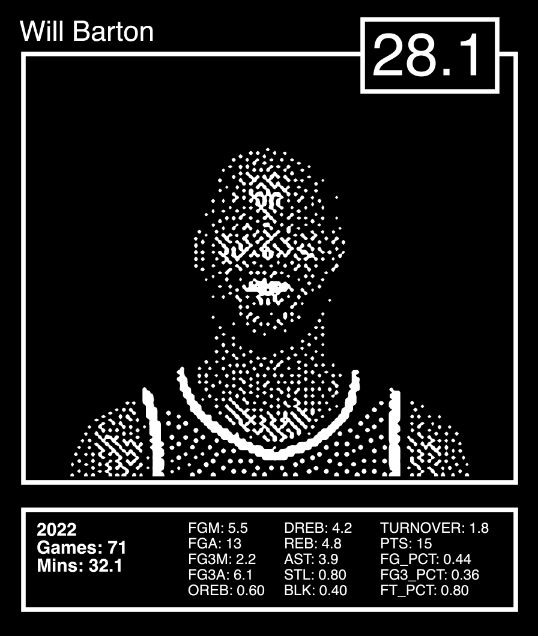 Will Barton
28.1
2022
Games: 71
Mins: 32.1
FGM: 5.5
FGA: 13
FG3M: 2.2
FG3A: 6.1
OREB: 0.60
DREB: 4.2
REB: 4.8
AST: 3.9
STL: 0.80
BLK: 0.40
TURNOVER: 1.8
PTS: 15
FG_PCT: 0.44
FG3_PCT: 0.36
FT_PCT: 0.80